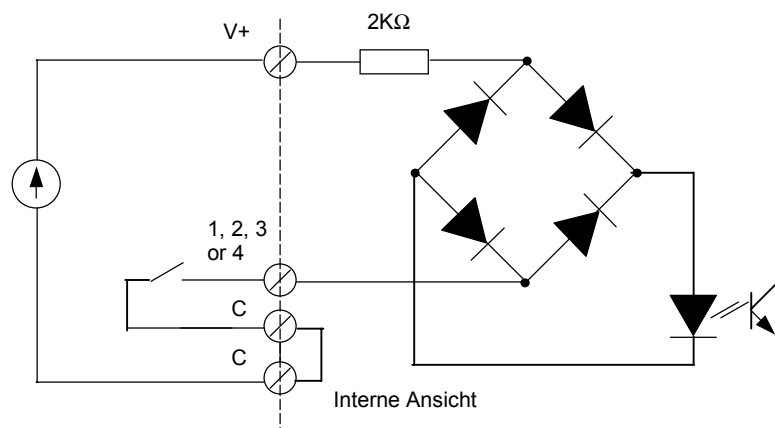 V+
2KΩ
1, 2, 3
or 4
C
C
Interne Ansicht